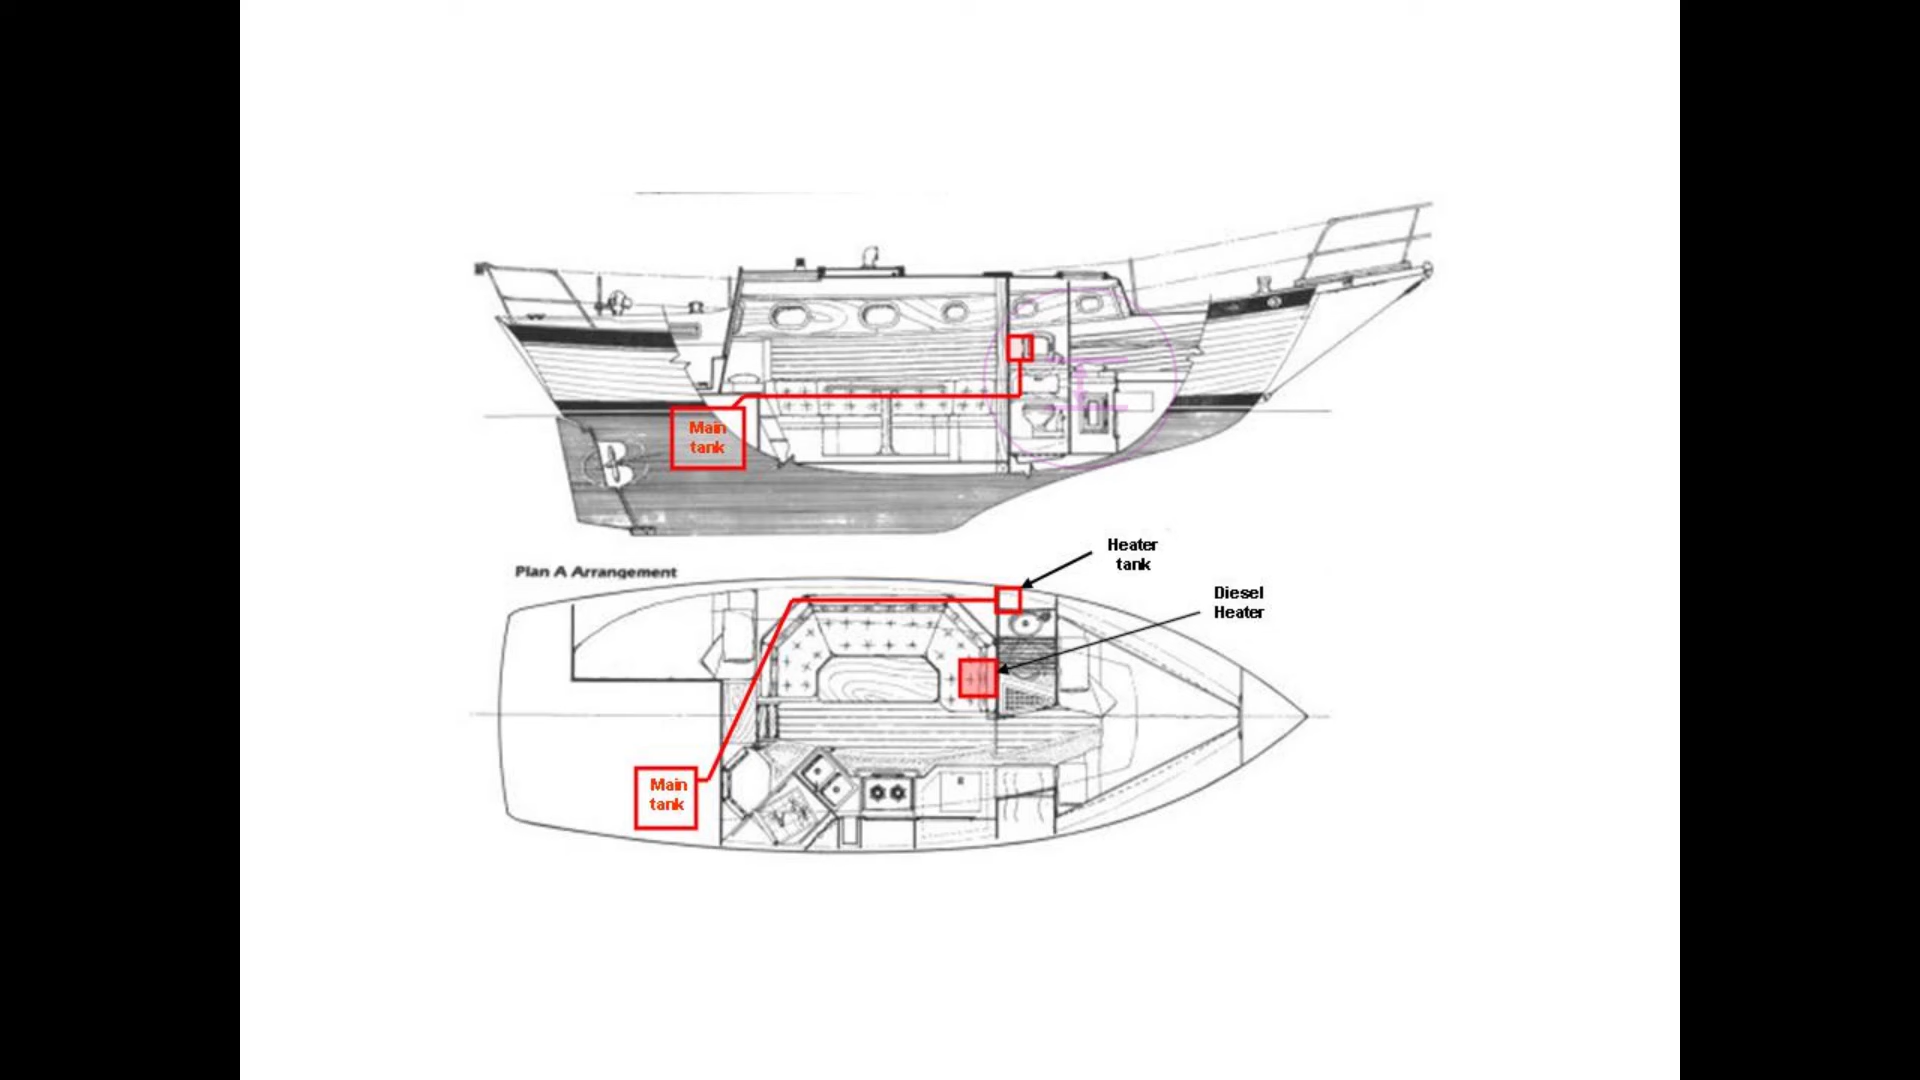 Main
tank
Heater
tank
Plan A Arrangement
Diesel
Heater
Main
tank